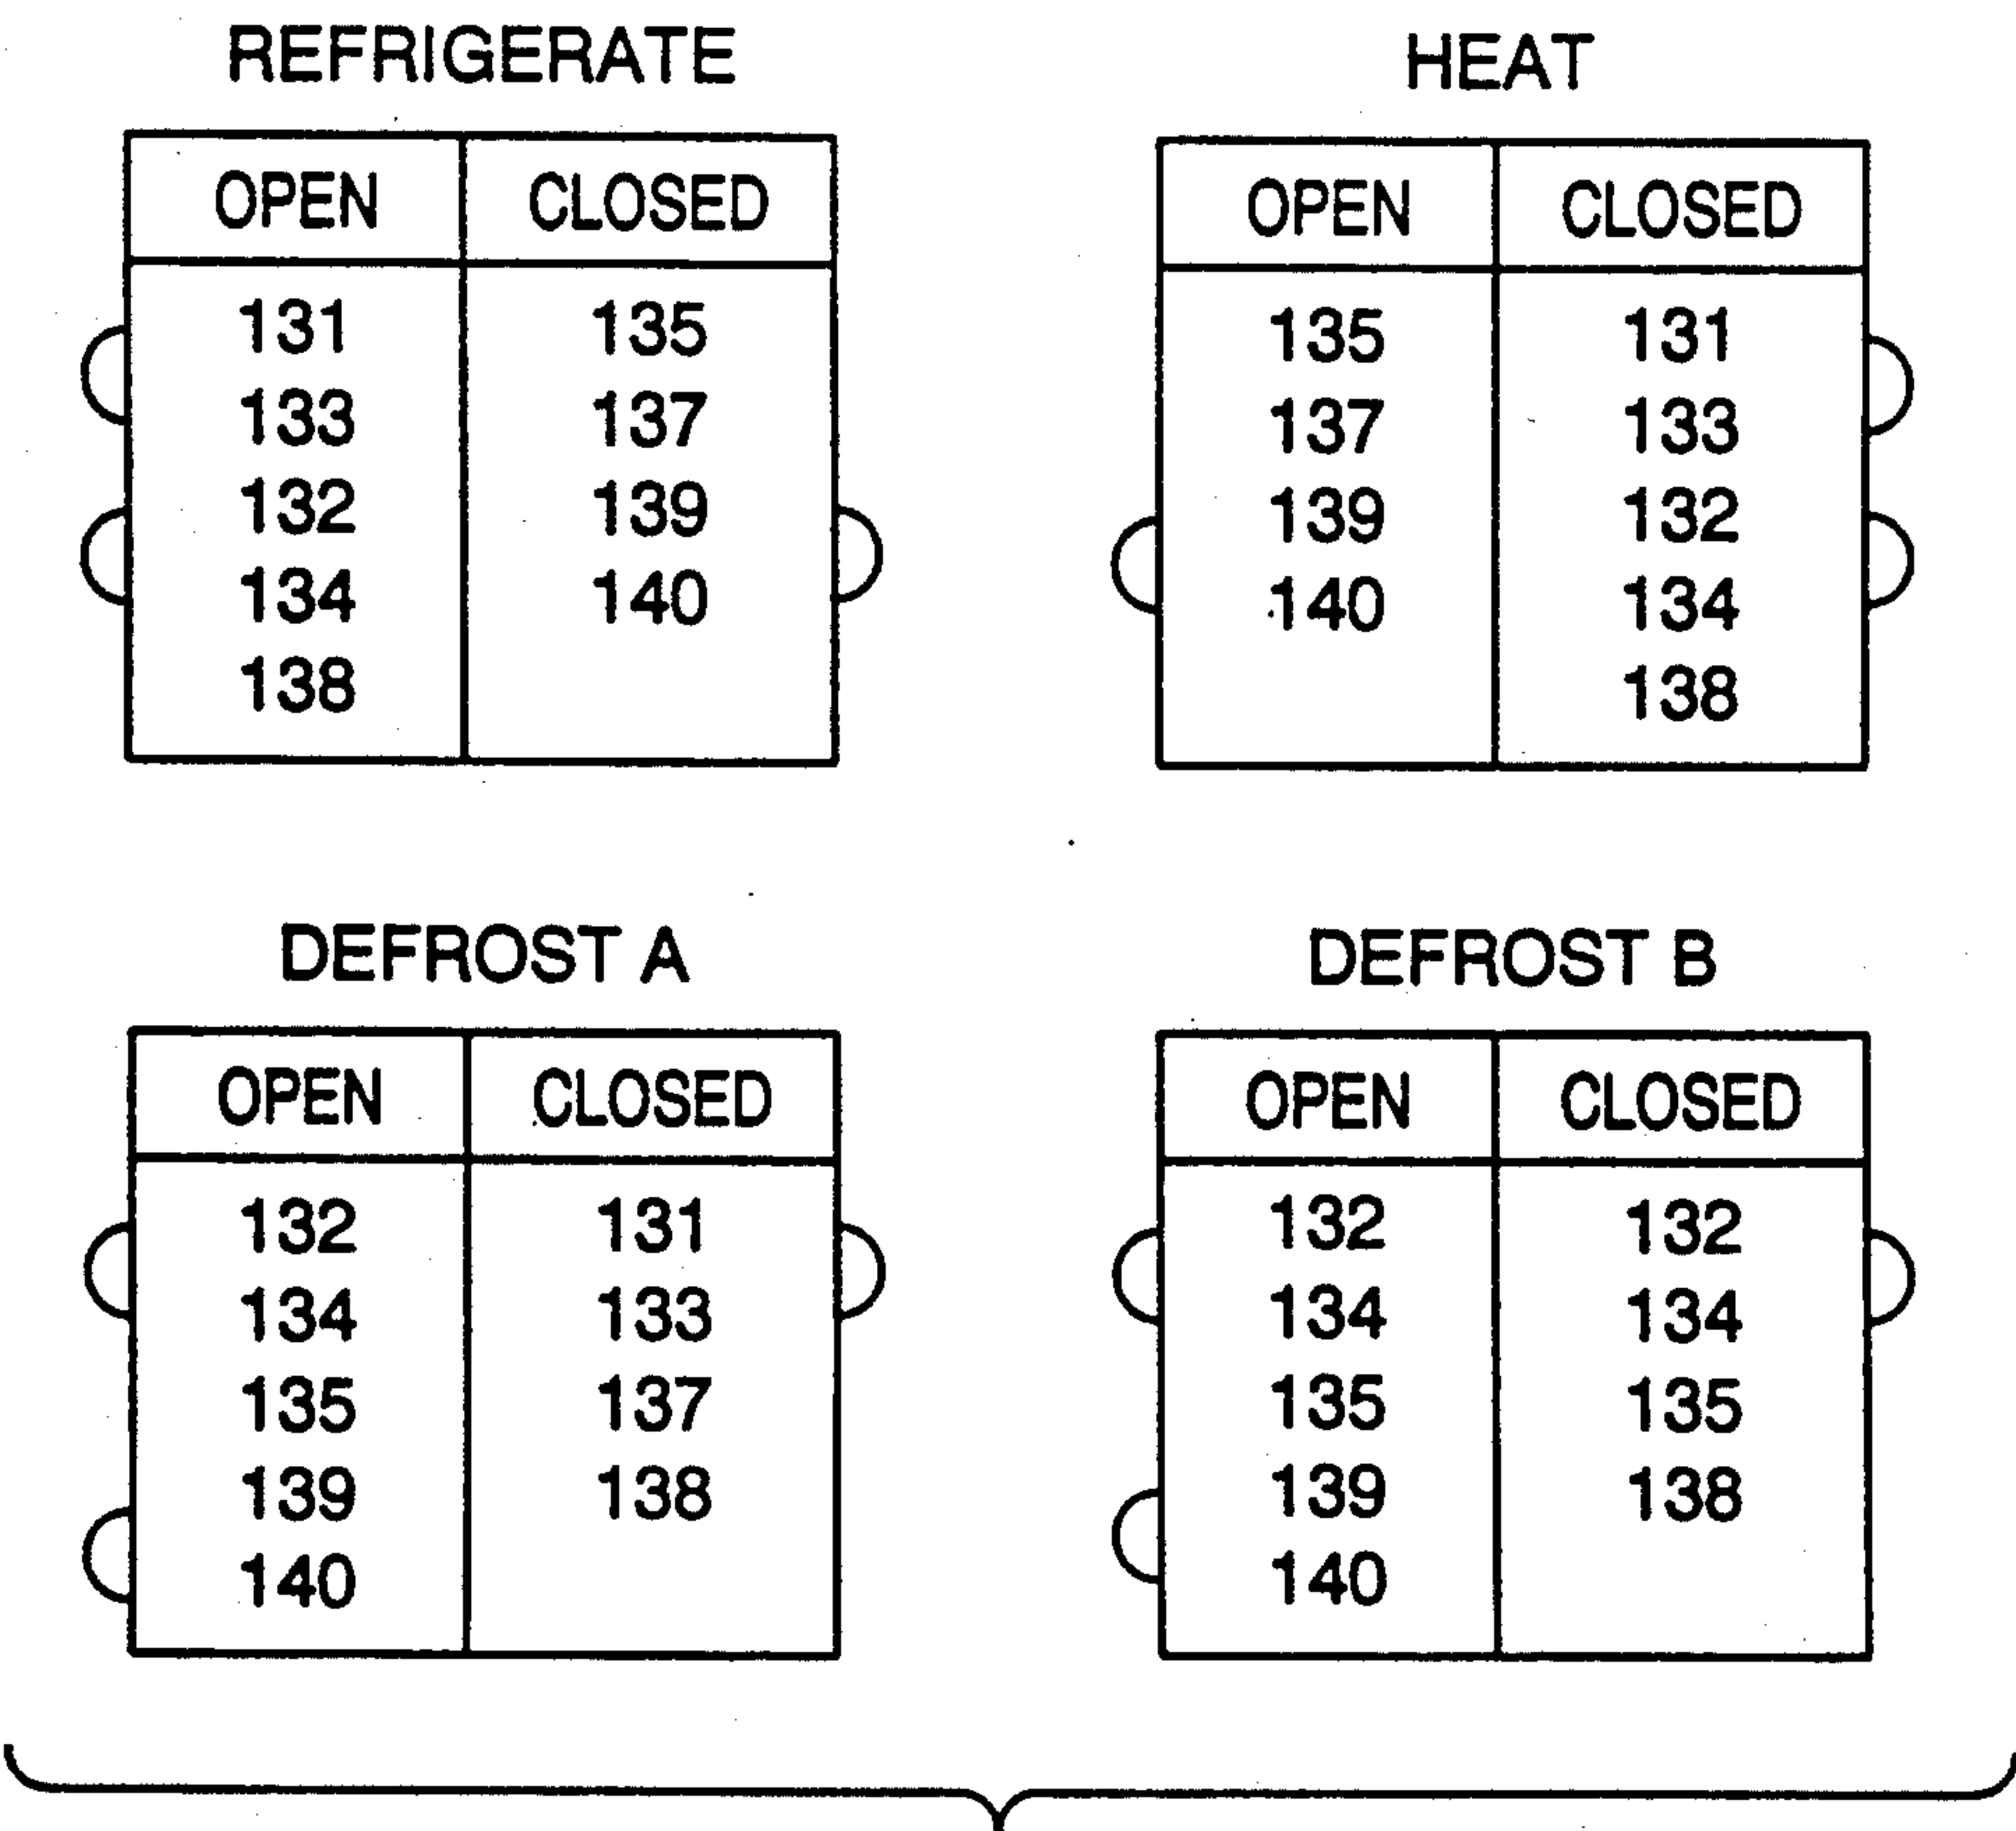 REFRIGERATE
OPEN CLOSED
131 135
133 137
132 139
134 140
138
HEAT
OPEN CLOSED
135 131
137 133
139 132
140 134
138
DEFROST A
OPEN CLOSED
132 131
134 133
135 137
139 138
140
DEFROST B
OPEN CLOSED
132 132
134 134
135 135
139 138
140